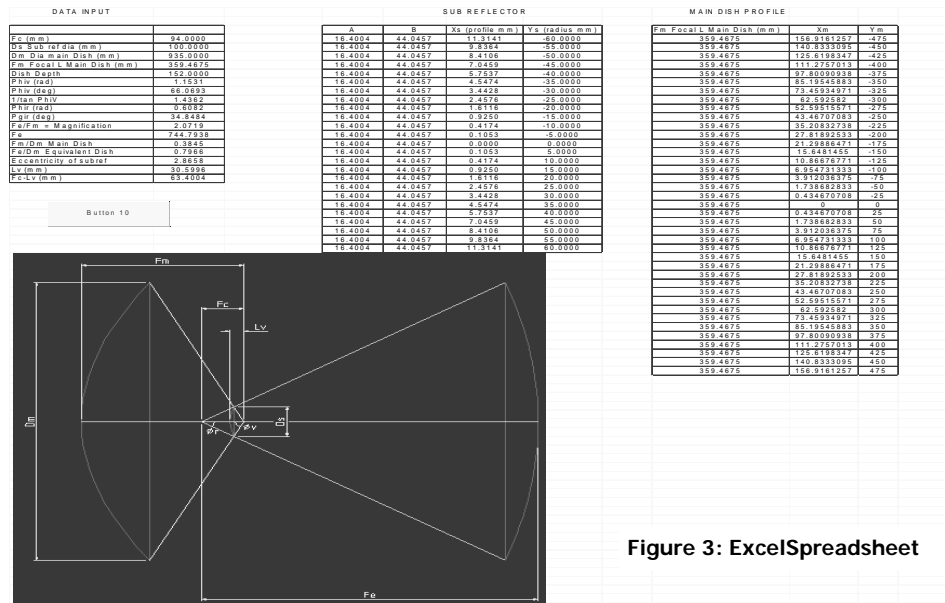 DATA INPUT
Fc (mm) 94.0000
Ds Sub ref dia (mm) 100.0000
Dm Dia main Dish (mm) 935.0000
Fm Focal L Main Dish (mm) 359.4675
Dish Depth 152.0000
Phiv (rad) 1.1531
Phiv (deg) 66.0693
1/tan PhiV 1.4362
Phir (rad) 0.6082
Pgir (deg) 34.8484
Fe/Fm = Magnification 2.0719
Fe 744.7938
Fm/Dm Main Dish 0.3845
Fe/Dm Equivalent Dish 0.7966
Eccentricity of subref 2.8658
Lv (mm) 30.5996
Fc-Lv (mm) 63.4004
Button 10
SUB REFLECTOR
A B Xs (profile mm) Ys (radius mm)
16.4004 44.0457 11.3141 -60.0000
16.4004 44.0457 9.8364 -55.0000
16.4004 44.0457 8.4106 -50.0000
16.4004 44.0457 7.0459 -45.0000
16.4004 44.0457 5.7537 -40.0000
16.4004 44.0457 4.5474 -35.0000
16.4004 44.0457 3.4428 -30.0000
16.4004 44.0457 2.4576 -25.0000
16.4004 44.0457 1.6116 -20.0000
16.4004 44.0457 0.9250 -15.0000
16.4004 44.0457 0.4174 -10.0000
16.4004 44.0457 0.1053 -5.0000
16.4004 44.0457 0.0000 0.0000
16.4004 44.0457 0.1053 5.0000
16.4004 44.0457 0.4174 10.0000
16.4004 44.0457 0.9250 15.0000
16.4004 44.0457 1.6116 20.0000
16.4004 44.0457 2.4576 25.0000
16.4004 44.0457 3.4428 30.0000
16.4004 44.0457 4.5474 35.0000
16.4004 44.0457 5.7537 40.0000
16.4004 44.0457 7.0459 45.0000
16.4004 44.0457 8.4106 50.0000
16.4004 44.0457 9.8364 55.0000
16.4004 44.0457 11.3141 60.0000
MAIN DISH PROFILE
Fm Focal L Main Dish (mm) Xm Ym
359.4675 156.9161257 -475
359.4675 140.8333095 -450
359.4675 125.6198347 -425
359.4675 111.2757013 -400
359.4675 97.80090938 -375
359.4675 85.19545883 -350
359.4675 73.45934971 -325
359.4675 62.592582 -300
359.4675 52.59515571 -275
359.4675 43.46707083 -250
359.4675 35.20832738 -225
359.4675 27.81892533 -200
359.4675 21.29886471 -175
359.4675 15.6481455 -150
359.4675 10.86676771 -125
359.4675 6.954731333 -100
359.4675 3.912036375 -75
359.4675 1.738682833 -50
359.4675 0.434670708 -25
359.4675 0 0
359.4675 0.434670708 25
359.4675 1.738682833 50
359.4675 3.912036375 75
359.4675 6.954731333 100
359.4675 10.86676771 125
359.4675 15.6481455 150
359.4675 21.29886471 175
359.4675 27.81892533 200
359.4675 35.20832738 225
359.4675 43.46707083 250
359.4675 52.59515571 275
359.4675 62.592582 300
359.4675 73.45934971 325
359.4675 85.19545883 350
359.4675 97.80090938 375
359.4675 111.2757013 400
359.4675 125.6198347 425
359.4675 140.8333095 450
359.4675 156.9161257 475
Fm
Fc
Lv
Dm
Ør
Øv
Ds
Fe
Figure 3: ExcelSpreadsheet